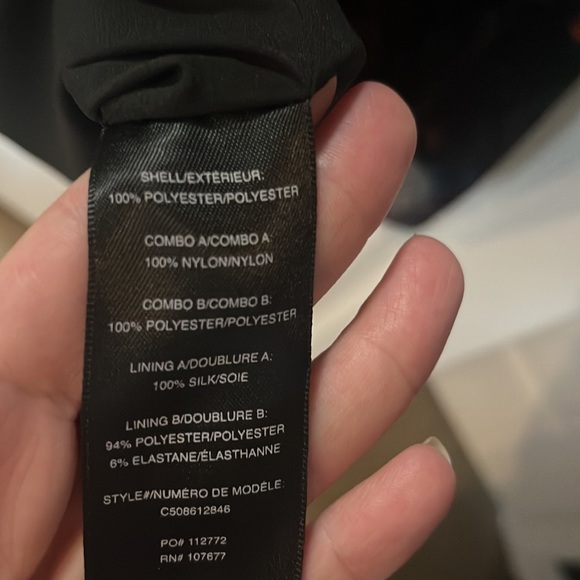 SHELL/EXTÉRIEUR:
100% POLYESTER/POLYESTER
COMBO A/COMBO A:
100% NYLON/NYLON
COMBO B/COMBO B:
100% POLYESTER/POLYESTER
LINING A/DOUBLURE A:
100% SILK/SOIE
LINING B/DOUBLURE B:
94% POLYESTER/POLYESTER
6% ELASTANE/ÉLASTHANNE
STYLE#/NUMÉRO DE MODÈLE:
C508612846
PO# 112772
RN# 107677